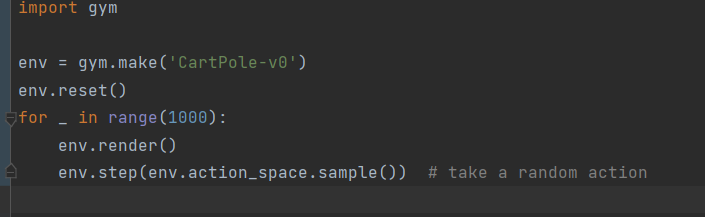 import gym

env = gym.make('CartPole-v0')
env.reset()
for _ in range(1000):
    env.render()
    env.step(env.action_space.sample())  # take a random action